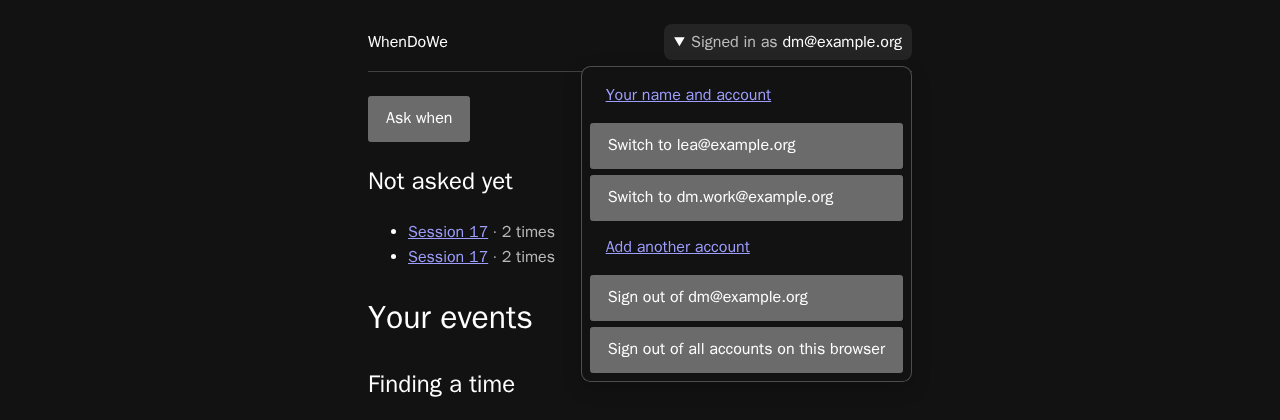 WhenDoWe
▼ Signed in as dm@example.org
Your name and account
Switch to lea@example.org
Switch to dm.work@example.org
Add another account
Sign out of dm@example.org
Sign out of all accounts on this browser
Ask when
Not asked yet
• Session 17 · 2 times
• Session 17 · 2 times
Your events
Finding a time